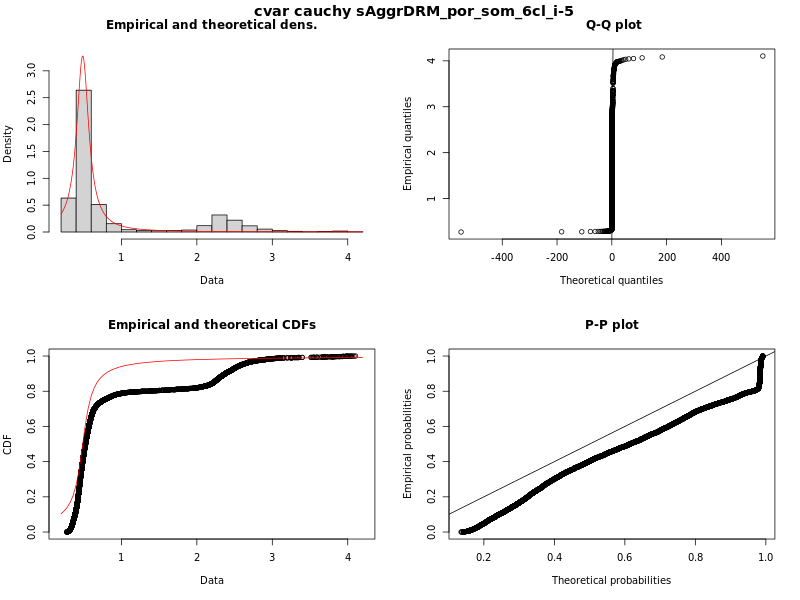 cvar cauchy sAggrDRM_por_som_6cl_i-5
Empirical and theoretical dens.
Density
0.0 0.5 1.0 1.5 2.0 2.5 3.0
1 2 3 4
Data
Q-Q plot
Empirical quantiles
1 2 3 4
-400 -200 0 200 400
Theoretical quantiles
Empirical and theoretical CDFs
CDF
0.0 0.2 0.4 0.6 0.8 1.0
1 2 3 4
Data
P-P plot
Empirical probabilities
0.0 0.2 0.4 0.6 0.8 1.0
0.2 0.4 0.6 0.8 1.0
Theoretical probabilities